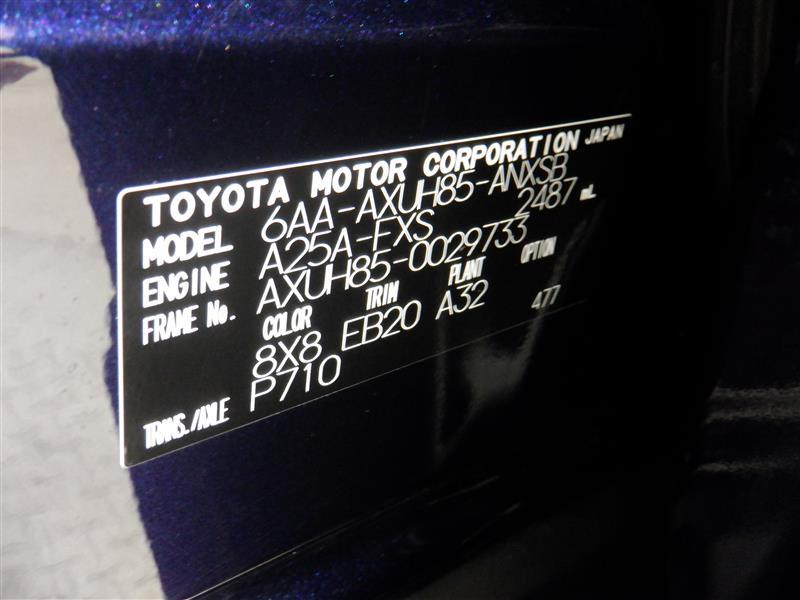 TOYOTA MOTOR CORPORATION JAPAN
MODEL 6AA-AXUH85-ANXSB
ENGINE A25A-FXS 2487 mL
FRAME No. AXUH85-0029733
COLOR TRIM PLANT OPTION
8X8 EB20 A32 477
TRANS./AXLE P710